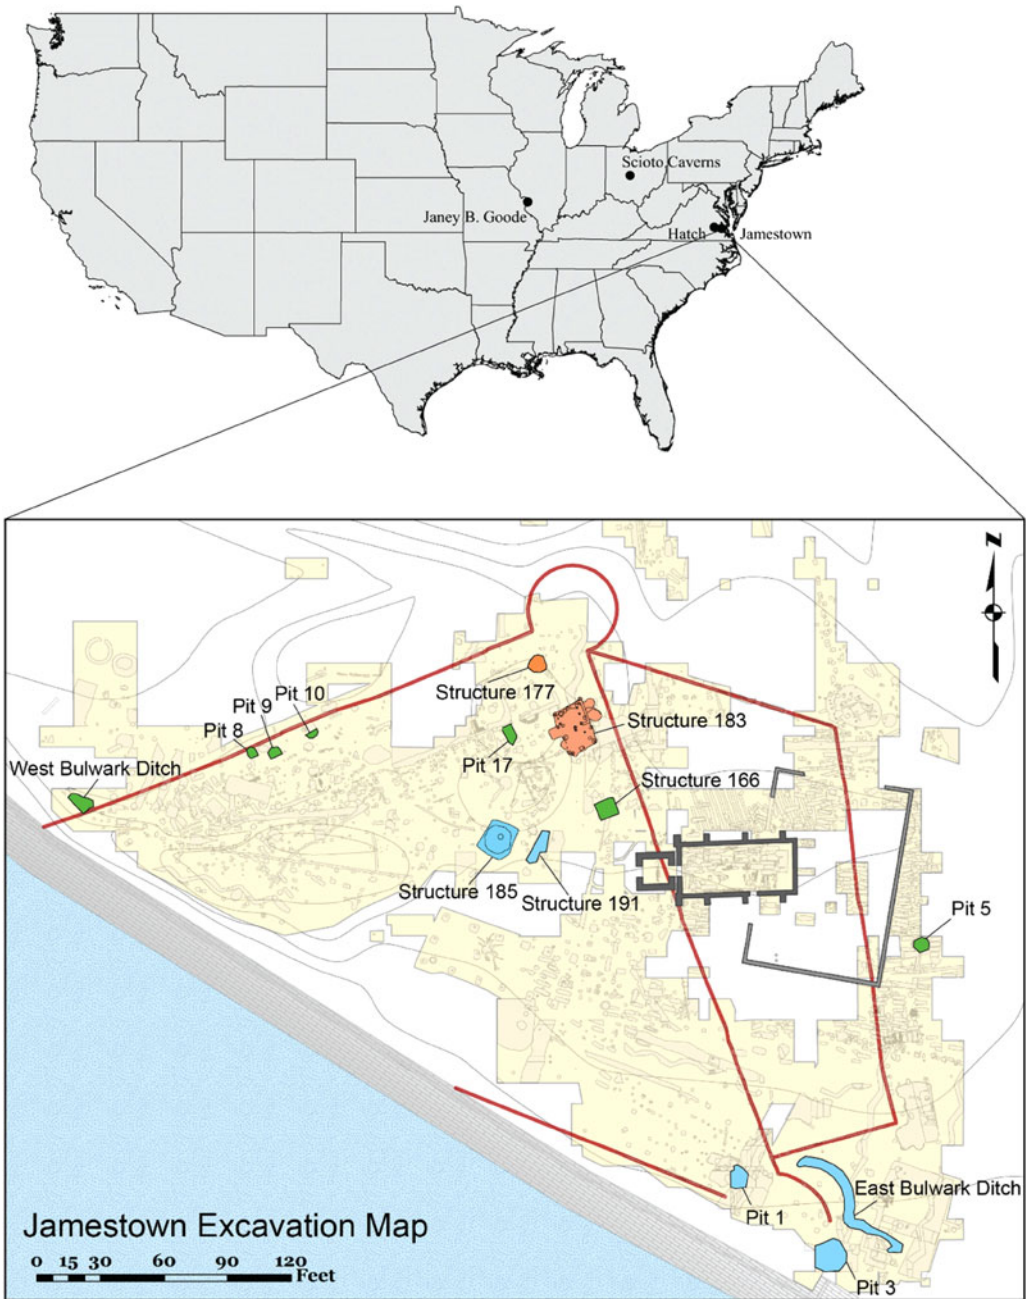 Scioto Caverns
Janey B. Goode
Hatch
Jamestown
N
Structure 177
Pit 10
Pit 9
Pit 8
Structure 183
Pit 17
West Bulwark Ditch
Structure 166
Structure 185
Structure 191
Pit 5
East Bulwark Ditch
Pit 1
Jamestown Excavation Map
0 15 30 60 90 120
Feet
Pit 3